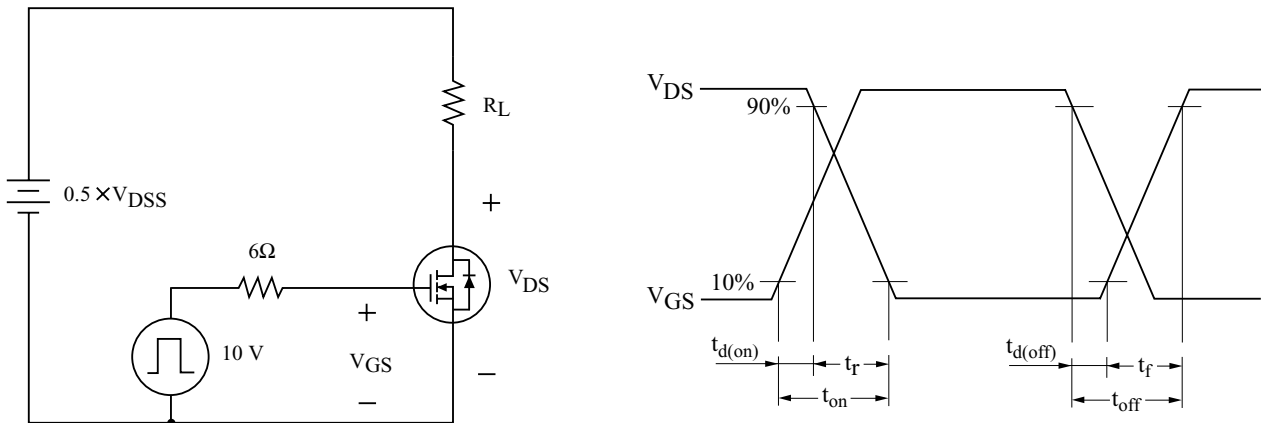 R_L
0.5 ×V_DSS
+
6Ω
V_DS
+
10 V
V_GS
−
−
V_DS
90%
10%
V_GS
t_d(on)
t_r
t_on
t_d(off)
t_f
t_off